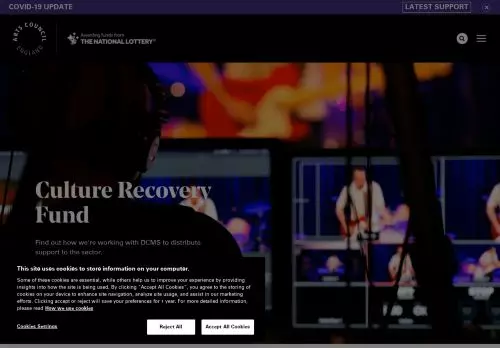 COVID-19 UPDATE
LATEST SUPPORT
ARTS COUNCIL
ENGLAND
Awarding funds from
THE NATIONAL LOTTERY®
Culture Recovery
Fund
Find out how we're working with DCMS to distribute
support to the sector.
This site uses cookies to store information on your computer.
Some of these cookies are essential, while others help us to improve your experience by providing
insights into how the site is being used. By clicking "Accept All Cookies", you agree to the storing
of cookies on your device to enhance site navigation, analyze site usage, and assist in our marketing
efforts. Clicking accept or reject will save your preferences for 1 year. For more detailed information,
please read How we use cookies
Cookies Settings
Reject All
Accept All Cookies